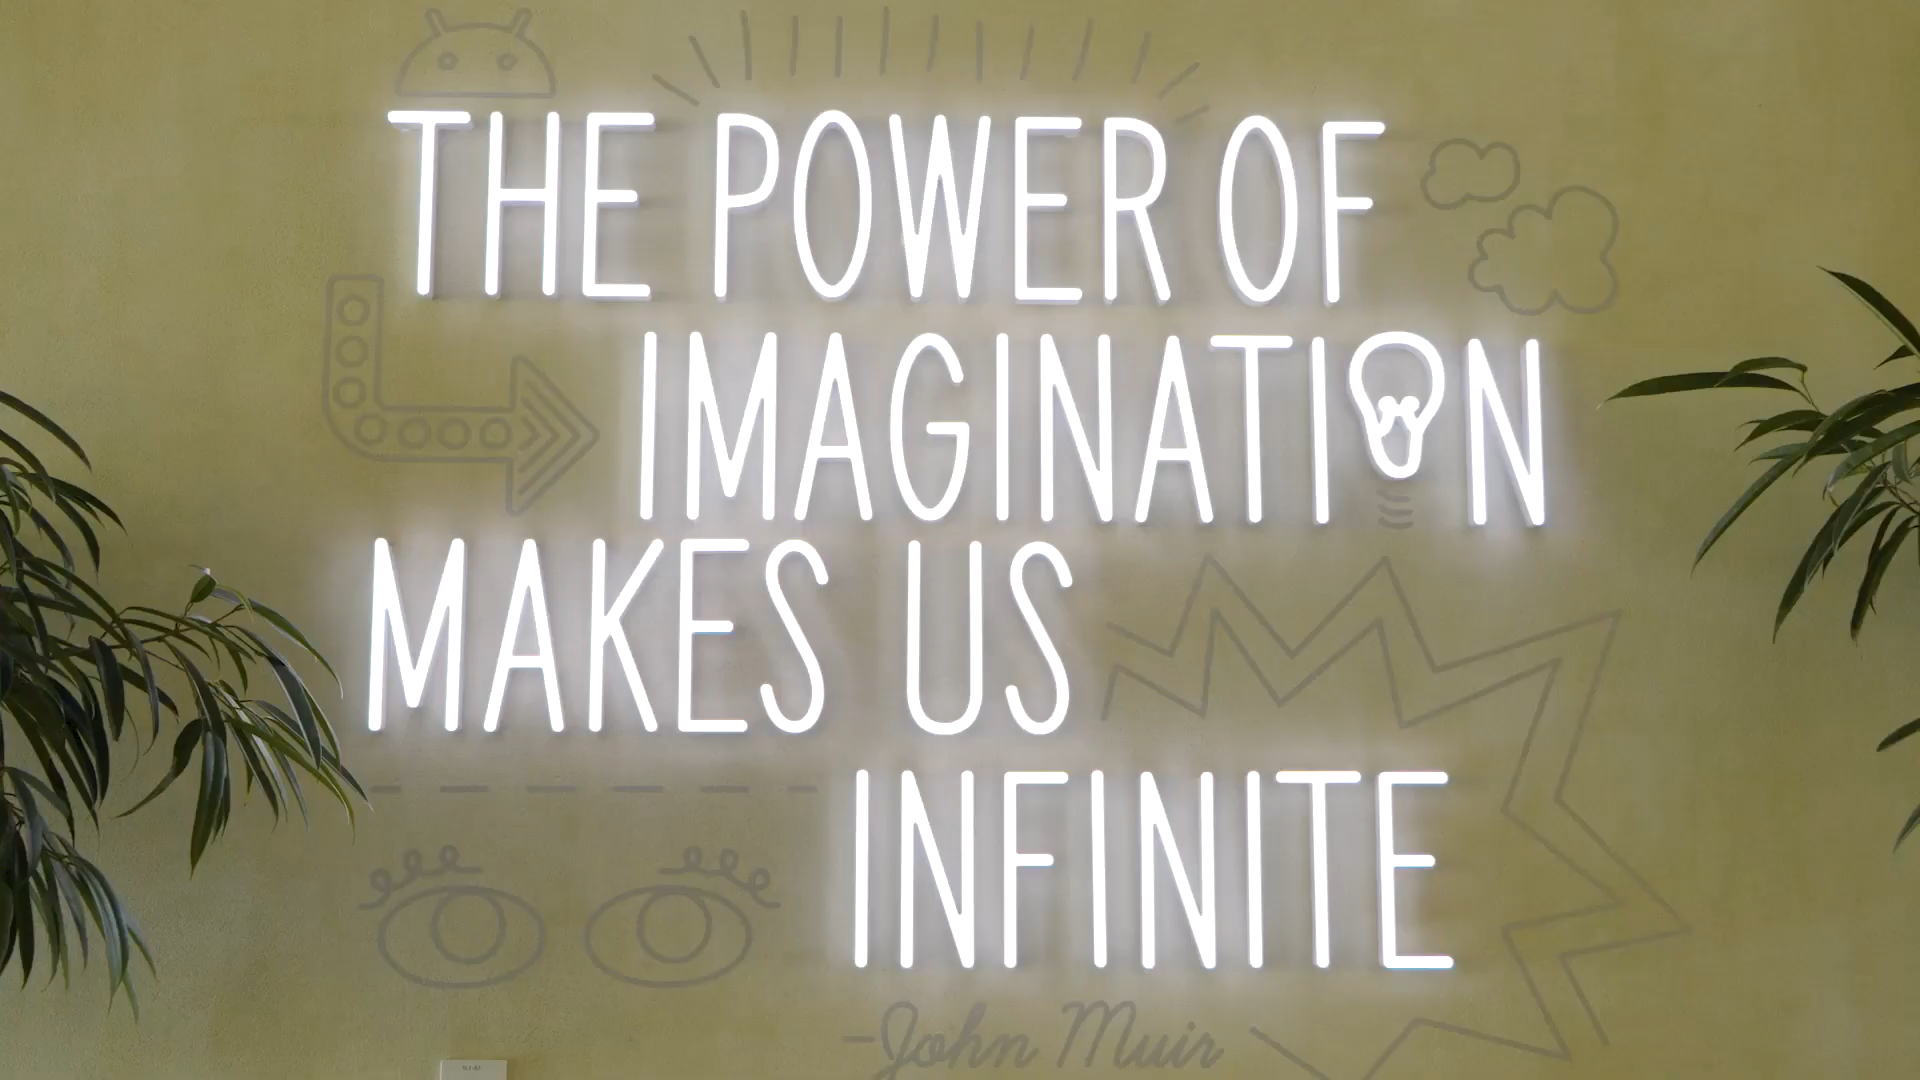 THE POWER OF
IMAGINATION
MAKES US
INFINITE
-John Muir